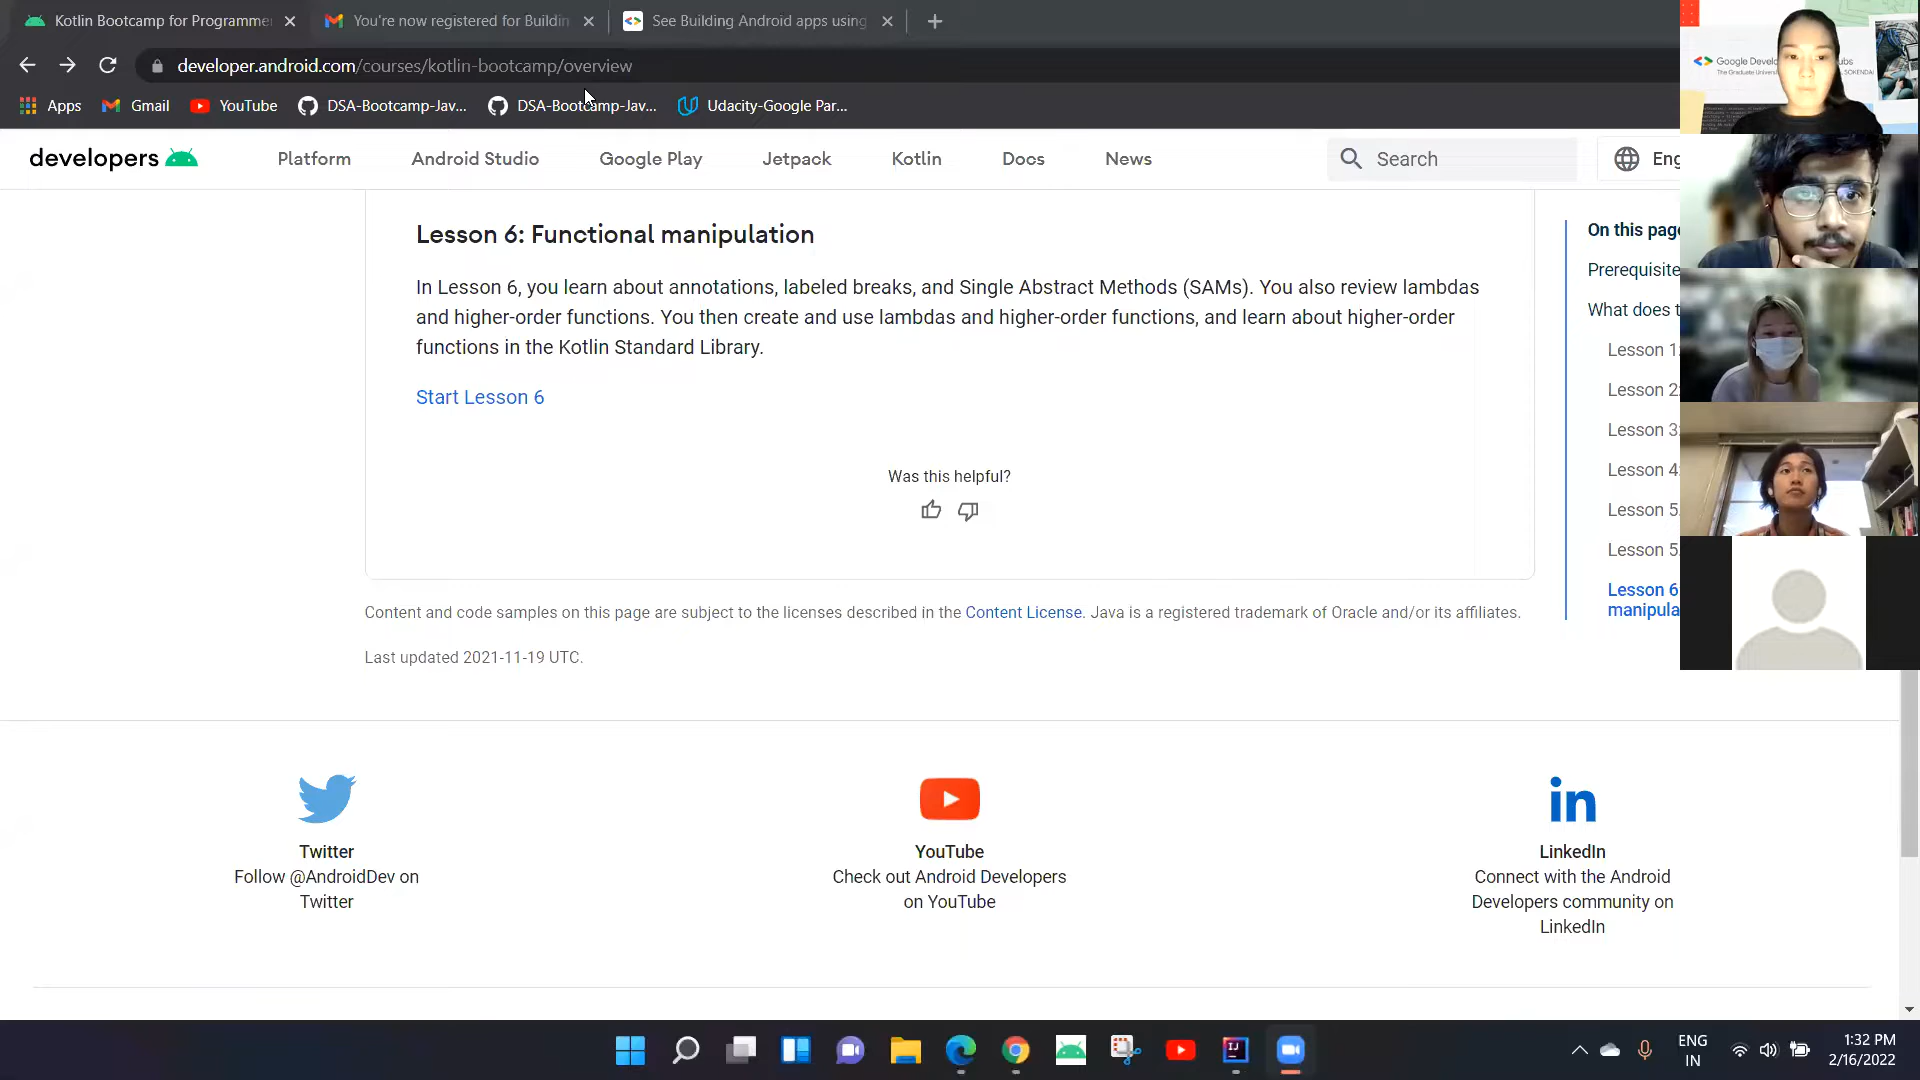 Kotlin Bootcamp for Programme
You're now registered for Buildin
See Building Android apps using
developer.android.com/courses/kotlin-bootcamp/overview
Apps
Gmail
YouTube
DSA-Bootcamp-Jav...
DSA-Bootcamp-Jav...
Udacity-Google Par...
developers
Platform
Android Studio
Google Play
Jetpack
Kotlin
Docs
News
Search
Eng
Lesson 6: Functional manipulation
In Lesson 6, you learn about annotations, labeled breaks, and Single Abstract Methods (SAMs). You also review lambdas
and higher-order functions. You then create and use lambdas and higher-order functions, and learn about higher-order
functions in the Kotlin Standard Library.
Start Lesson 6
Was this helpful?
On this page
Prerequisite
What does t
Lesson 1:
Lesson 2:
Lesson 3:
Lesson 4:
Lesson 5.
Lesson 5.
Lesson 6
manipula
Content and code samples on this page are subject to the licenses described in the Content License. Java is a registered trademark of Oracle and/or its affiliates.
Last updated 2021-11-19 UTC.
Twitter
Follow @AndroidDev on
Twitter
YouTube
Check out Android Developers
on YouTube
LinkedIn
Connect with the Android
Developers community on
LinkedIn
ENG
IN
1:32 PM
2/16/2022